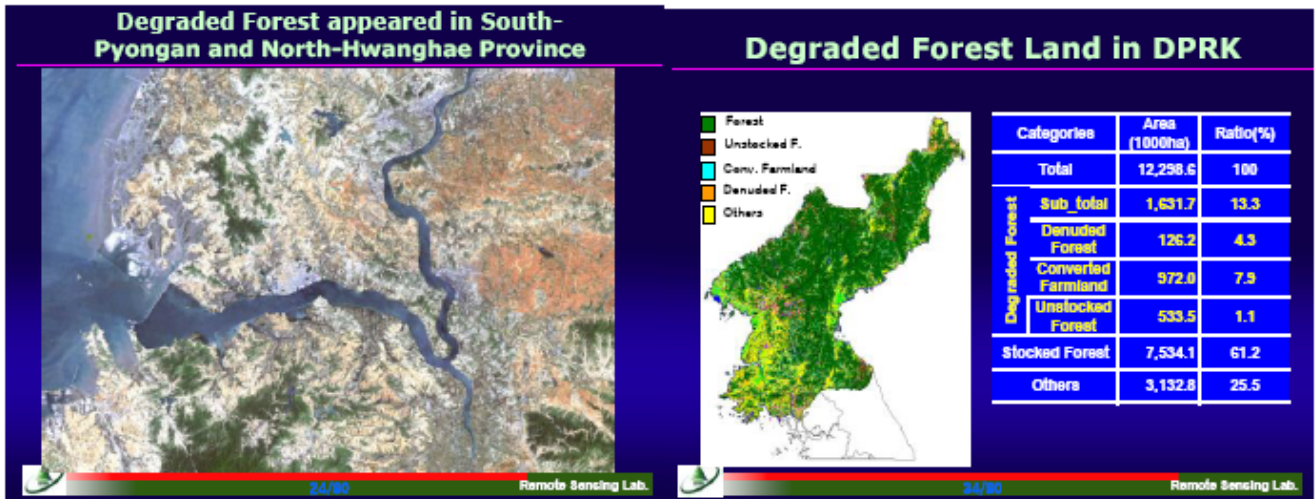 Degraded Forest appeared in South-
Pyongan and North-Hwanghae Province
24/90
Remote Sensing Lab.
Degraded Forest Land in DPRK
Forest
Unstocked F.
Conv. Farmland
Denuded F.
Others
Categories Area (1000ha) Ratio(%)
Total 12,298.6 100
Degraded Forest
Sub_total 1,631.7 13.3
Denuded Forest 126.2 4.3
Converted Farmland 972.0 7.9
Unstocked Forest 533.5 1.1
Stocked Forest 7,534.1 61.2
Others 3,132.8 25.5
34/90
Remote Sensing Lab.